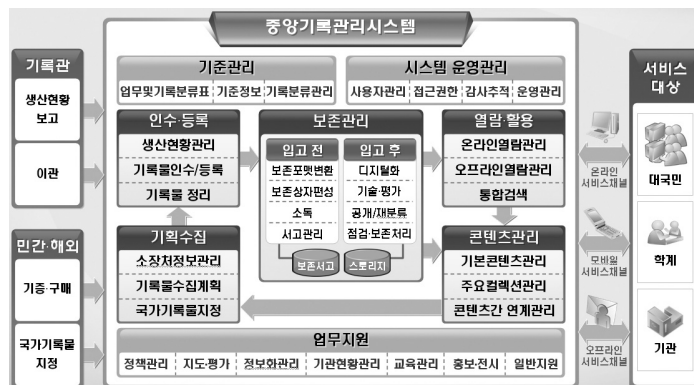 중앙기록관리시스템
기록관
생산현황
보고
이관
민간·해외
기증·구매
국가기록물
지정
기준관리
업무및기록분류표 기준정보 기록분류관리
시스템 운영관리
사용자관리 접근권한 감사추적 운영관리
인수·등록
생산현황관리
기록물인수/등록
기록물 정리
보존관리
입고 전
보존포맷변환
보존상자편성
소독
서고관리
입고 후
디지털화
기술·평가
공개/재분류
점검·보존처리
보존서고
스토리지
열람·활용
온라인열람관리
오프라인열람관리
통합검색
기획수집
소장처정보관리
기록물수집계획
국가기록물지정
콘텐츠관리
기본콘텐츠관리
주요컬렉션관리
콘텐츠간 연계관리
업무지원
정책관리 지도·평가 정보화관리 기관현황관리 교육관리 홍보·전시 일반지원
온라인
서비스채널
모바일
서비스채널
오프라인
서비스채널
서비스
대상
대국민
학계
기관